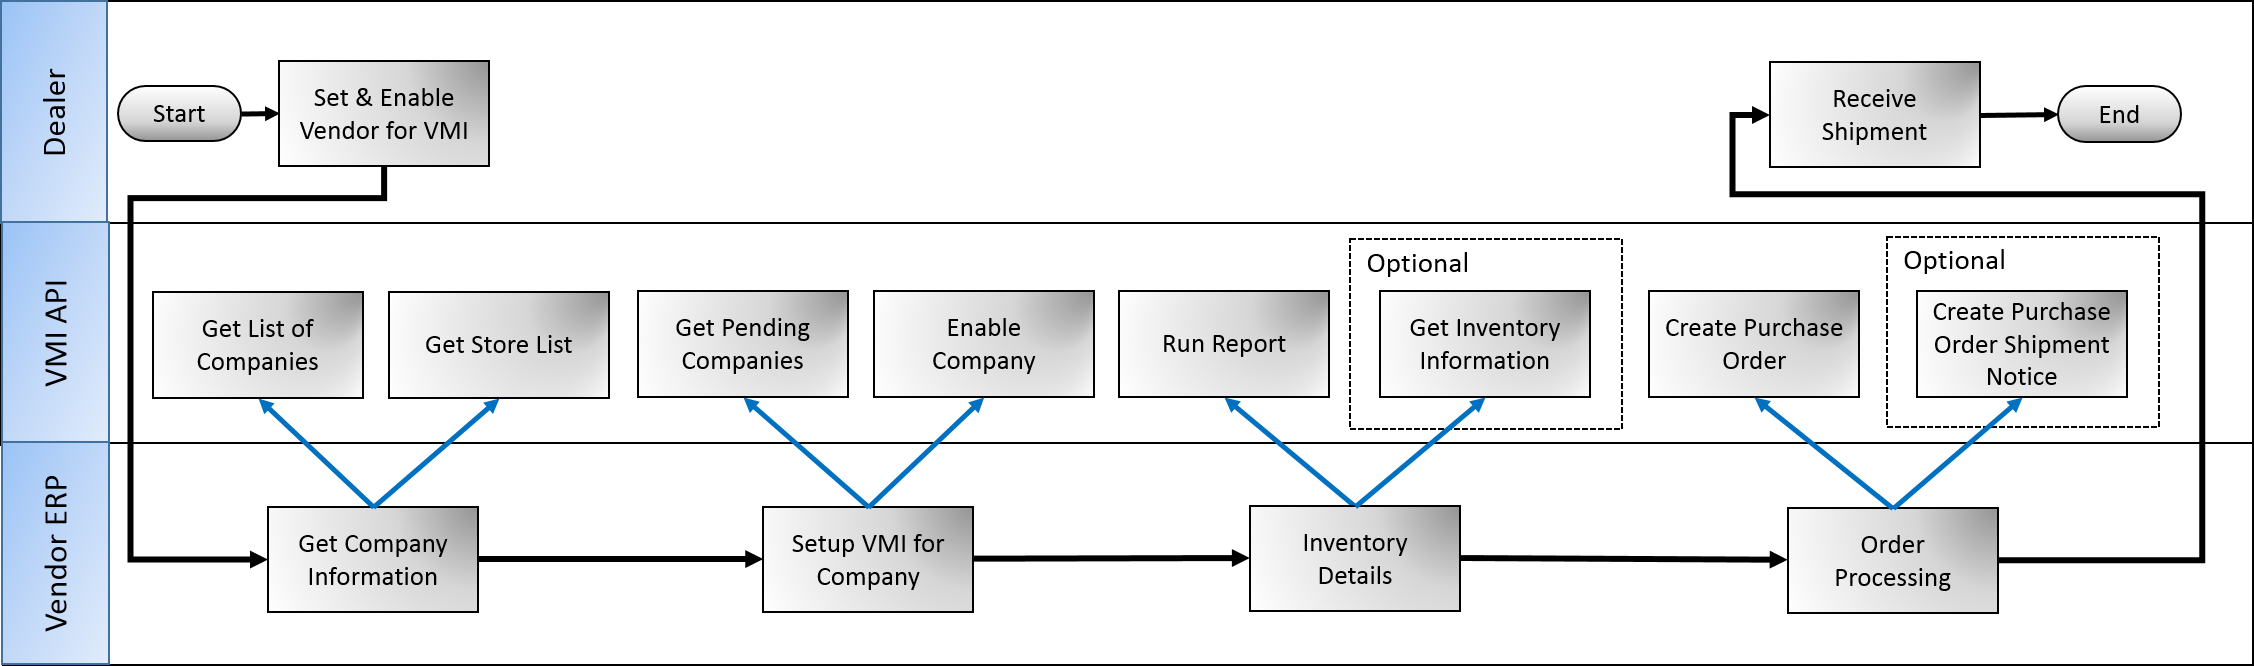 Dealer
Start
Set & Enable
Vendor for VMI
Receive
Shipment
End
VMI API
Get List of
Companies
Get Store List
Get Pending
Companies
Enable
Company
Run Report
Optional
Get Inventory
Information
Create Purchase
Order
Optional
Create Purchase
Order Shipment
Notice
Vendor ERP
Get Company
Information
Setup VMI for
Company
Inventory
Details
Order
Processing